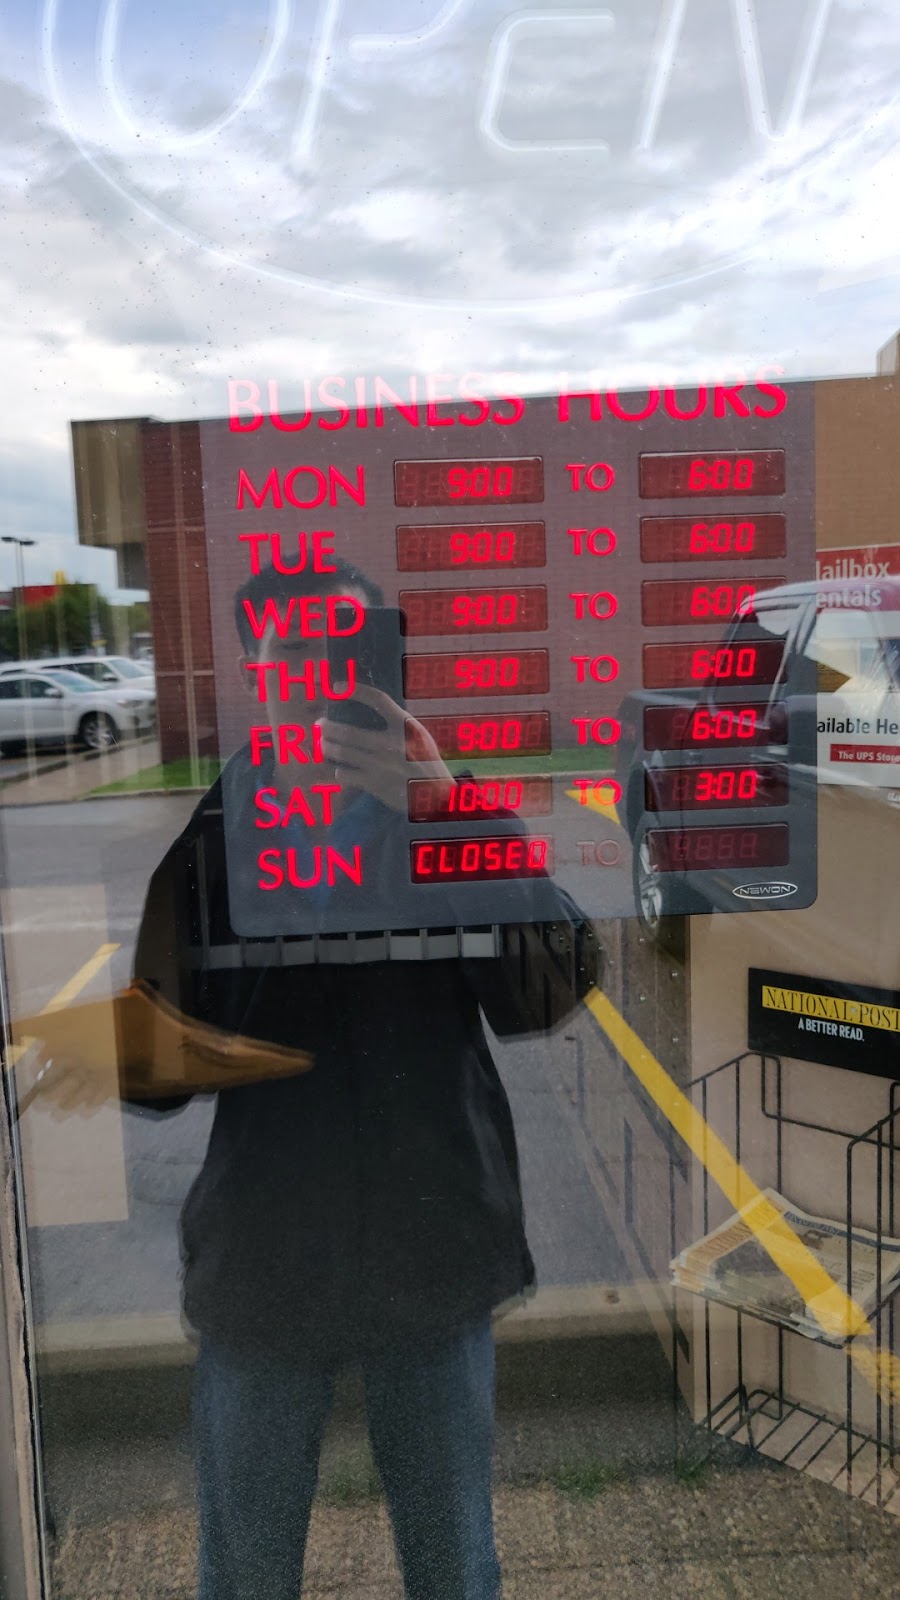 OPEN
BUSINESS HOURS
MON 9:00 TO 6:00
TUE 9:00 TO 6:00
WED 9:00 TO 6:00
THU 9:00 TO 6:00
FRI 9:00 TO 6:00
SAT 10:00 TO 3:00
SUN CLOSED TO
NEWON
ailbox
entals
ailable He
The UPS Store
NATIONAL POST
A BETTER READ.